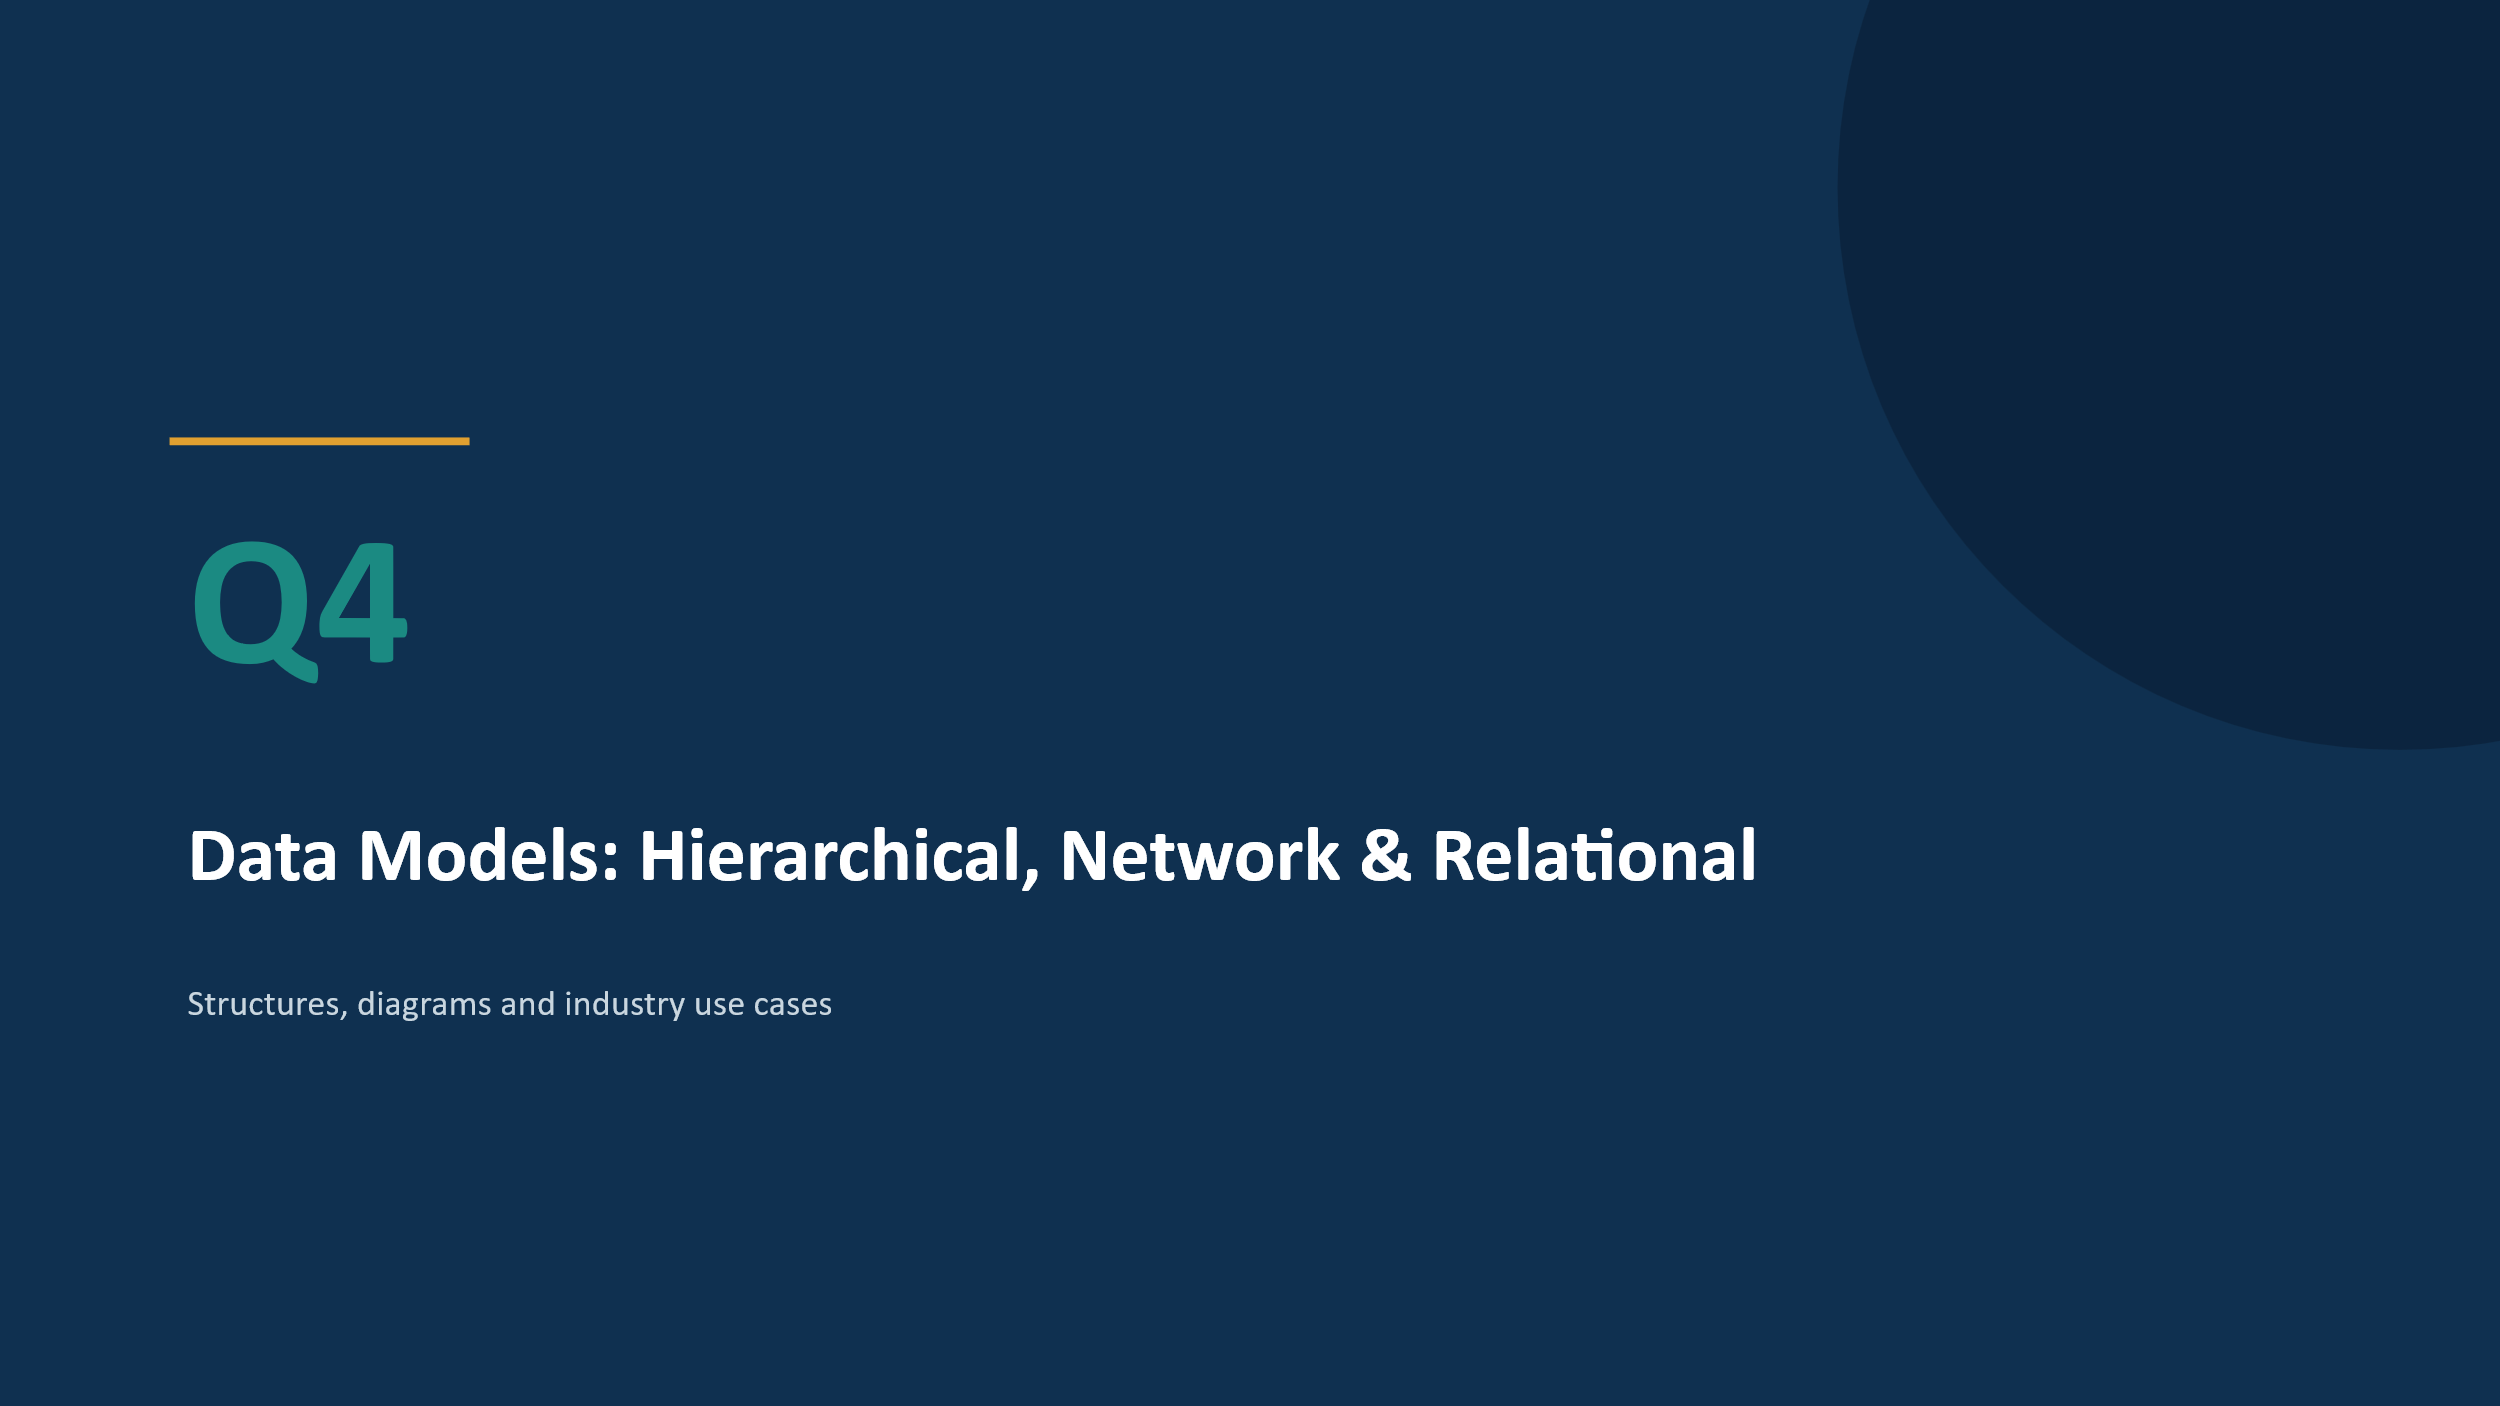 Q4
Data Models: Hierarchical, Network & Relational
Structures, diagrams and industry use cases